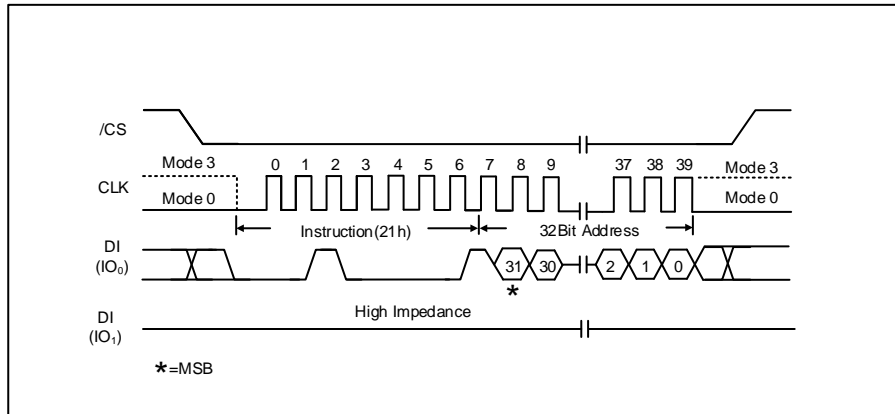 /CS
Mode 3 0 1 2 3 4 5 6 7 8 9 37 38 39 Mode 3
CLK
Mode 0 Mode 0
Instruction(21h) 32Bit Address
DI
(IO₀)
31 30 2 1 0
*
High Impedance
DI
(IO₁)
*=MSB